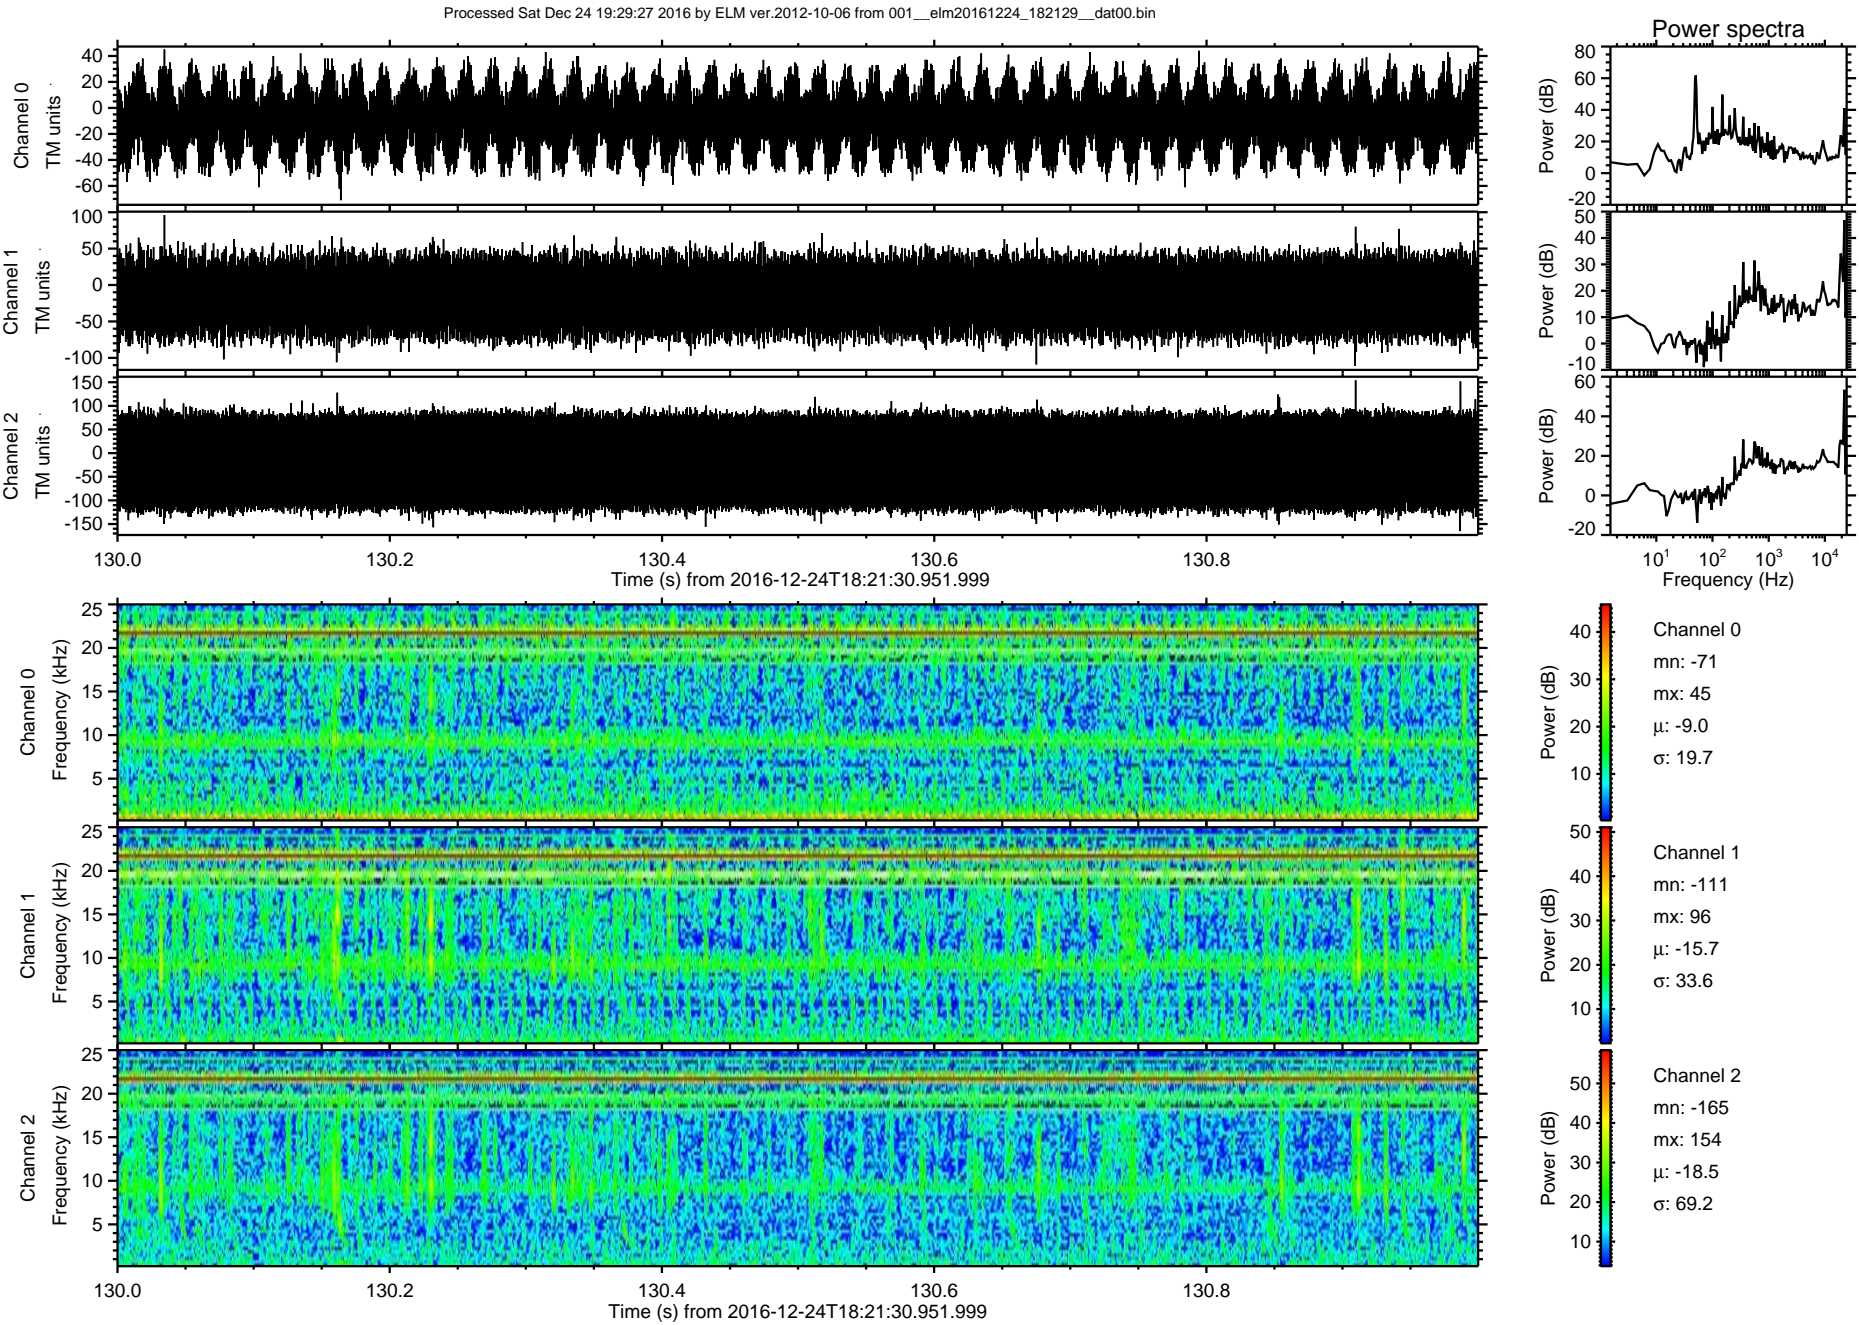 Processed Sat Dec 24 19:29:27 2016 by ELM ver.2012-10-06 from 001__elm20161224_182129__dat00.bin
Power spectra
Channel 0
TM units
40
20
0
-20
-40
-60
Power (dB)
80
60
40
20
0
-20
Channel 1
TM units
100
50
0
-50
-100
Power (dB)
50
40
30
20
10
0
-10
Channel 2
TM units
150
100
50
0
-50
-100
-150
Power (dB)
60
40
20
0
-20
130.0 130.2 130.4 130.6 130.8
Time (s) from 2016-12-24T18:21:30.951.999
10¹ 10² 10³ 10⁴
Frequency (Hz)
Channel 0
Frequency (kHz)
25
20
15
10
5
Power (dB)
40
30
20
10
Channel 0
mn: -71
mx: 45
μ: -9.0
σ: 19.7
Channel 1
Frequency (kHz)
25
20
15
10
5
Power (dB)
50
40
30
20
10
Channel 1
mn: -111
mx: 96
μ: -15.7
σ: 33.6
Channel 2
Frequency (kHz)
25
20
15
10
5
Power (dB)
50
40
30
20
10
Channel 2
mn: -165
mx: 154
μ: -18.5
σ: 69.2
130.0 130.2 130.4 130.6 130.8
Time (s) from 2016-12-24T18:21:30.951.999